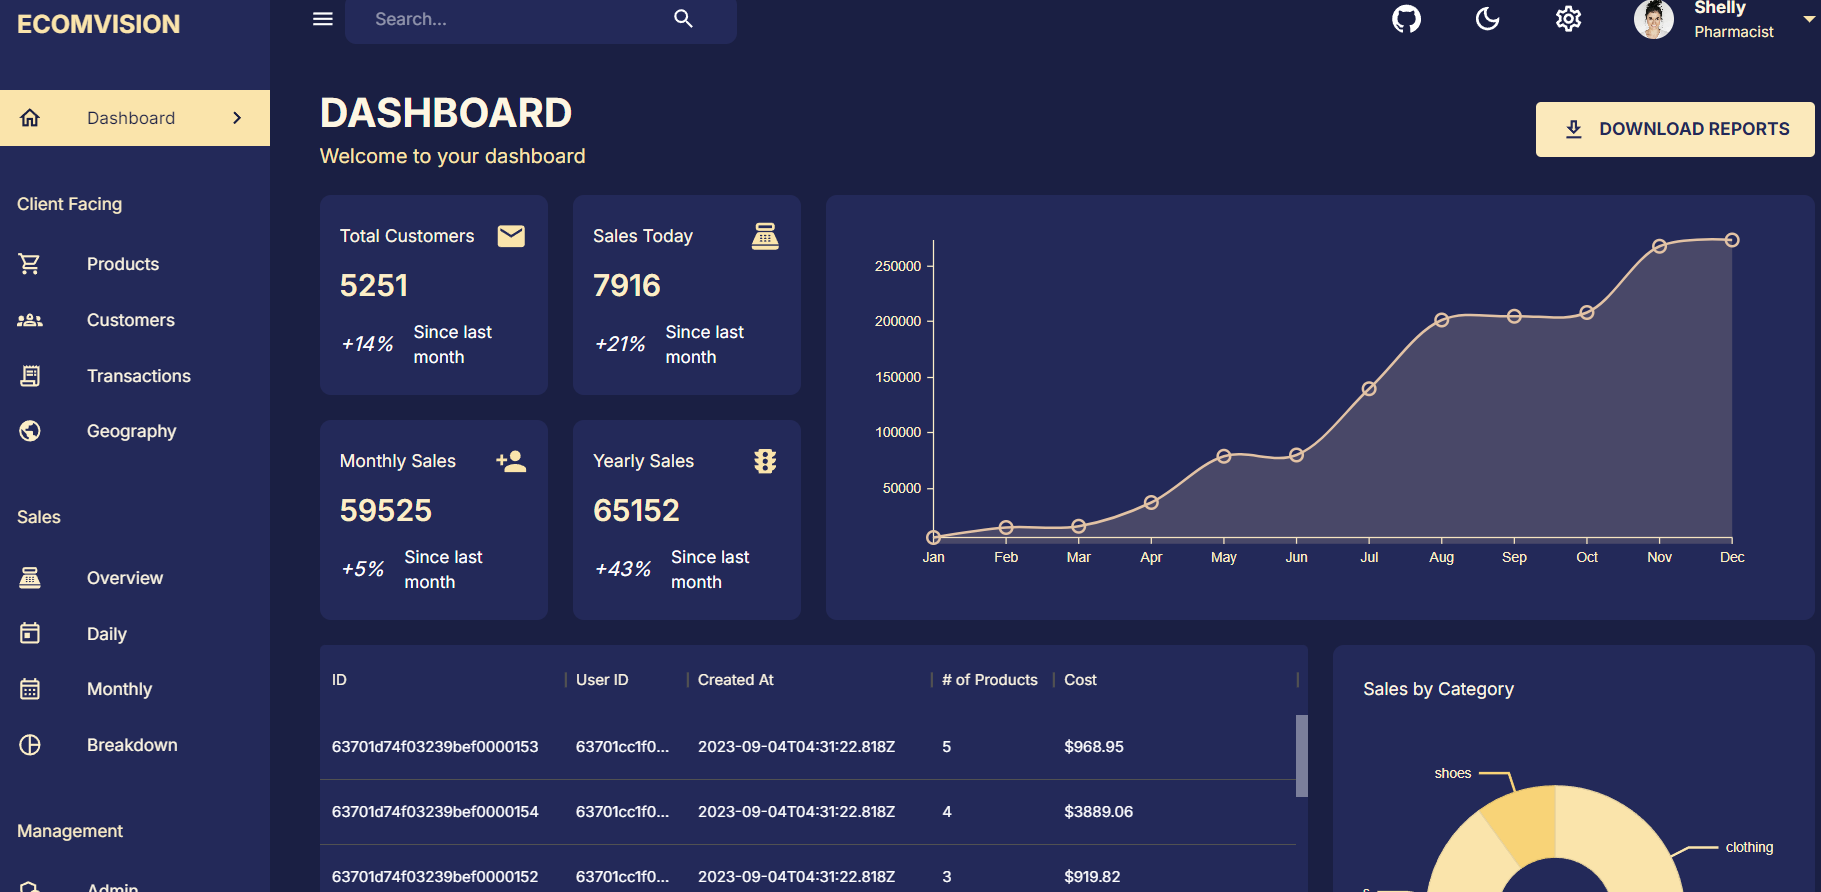 ECOMVISION
Search...
Shelly
Pharmacist
Dashboard
Client Facing
Products
Customers
Transactions
Geography
Sales
Overview
Daily
Monthly
Breakdown
Management
Admin
DASHBOARD
Welcome to your dashboard
DOWNLOAD REPORTS
Total Customers
5251
+14%
Since last
month
Sales Today
7916
+21%
Since last
month
Monthly Sales
59525
+5%
Since last
month
Yearly Sales
65152
+43%
Since last
month
250000
200000
150000
100000
50000
Jan Feb Mar Apr May Jun Jul Aug Sep Oct Nov Dec
ID User ID Created At # of Products Cost
63701d74f03239bef0000153 63701cc1f0... 2023-09-04T04:31:22.818Z 5 $968.95
63701d74f03239bef0000154 63701cc1f0... 2023-09-04T04:31:22.818Z 4 $3889.06
63701d74f03239bef0000152 63701cc1f0... 2023-09-04T04:31:22.818Z 3 $919.82
Sales by Category
shoes
clothing